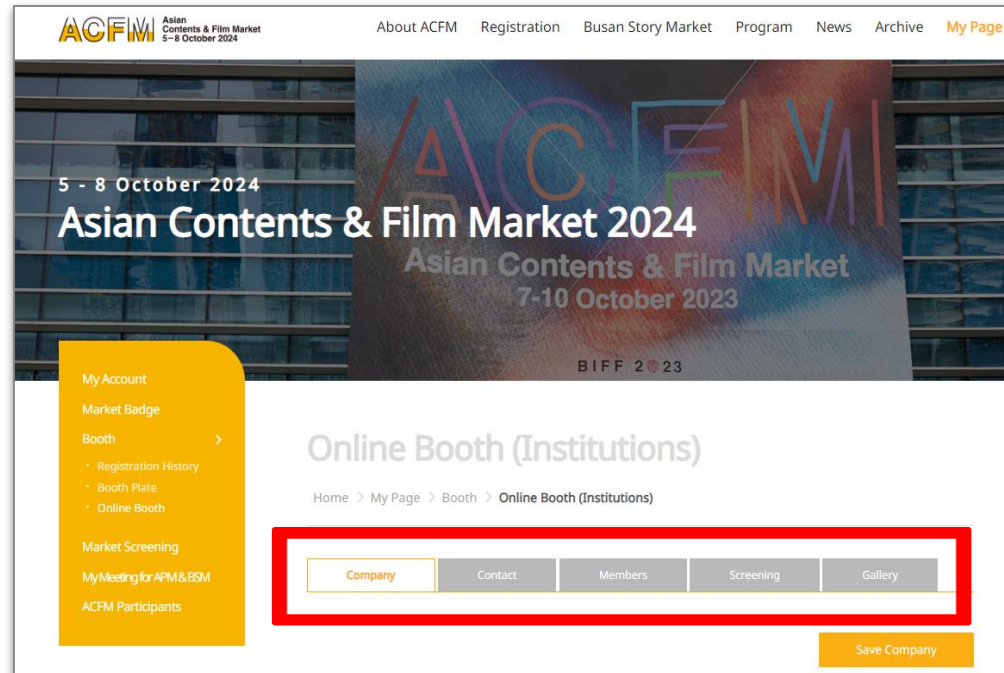 ACFM Asian
Contents & Film Market
5-8 October 2024
About ACFM Registration Busan Story Market Program News Archive My Page
ACFM
5 - 8 October 2024
Asian Contents & Film Market 2024
Asian Contents & Film Market
7-10 October 2023
BIFF 2023
My Account
Market Badge
Booth
Registration History
Booth Plate
Online Booth
Market Screening
My Meeting for APM & BSM
ACFM Participants
Online Booth (Institutions)
Home > My Page > Booth > Online Booth (Institutions)
Company Contact Members Screening Gallery
Save Company